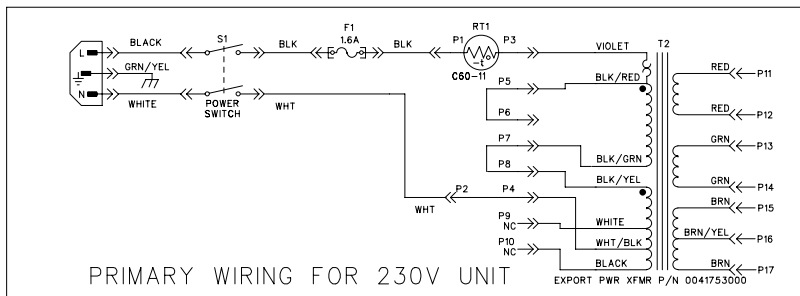 BLACK
S1
BLK
F1
1.6A
BLK
P1
RT1
P3
-t°
C60-11
VIOLET
T2
L
GRN/YEL
N
WHITE
POWER
SWITCH
WHT
P5
BLK/RED
P6
P7
BLK/GRN
P8
BLK/YEL
WHT
P2
P4
P9
NC
WHITE
WHT/BLK
P10
NC
BLACK
RED
P11
RED
P12
GRN
P13
GRN
P14
BRN
P15
BRN/YEL
P16
BRN
P17
PRIMARY WIRING FOR 230V UNIT
EXPORT PWR XFMR P/N 0041753000